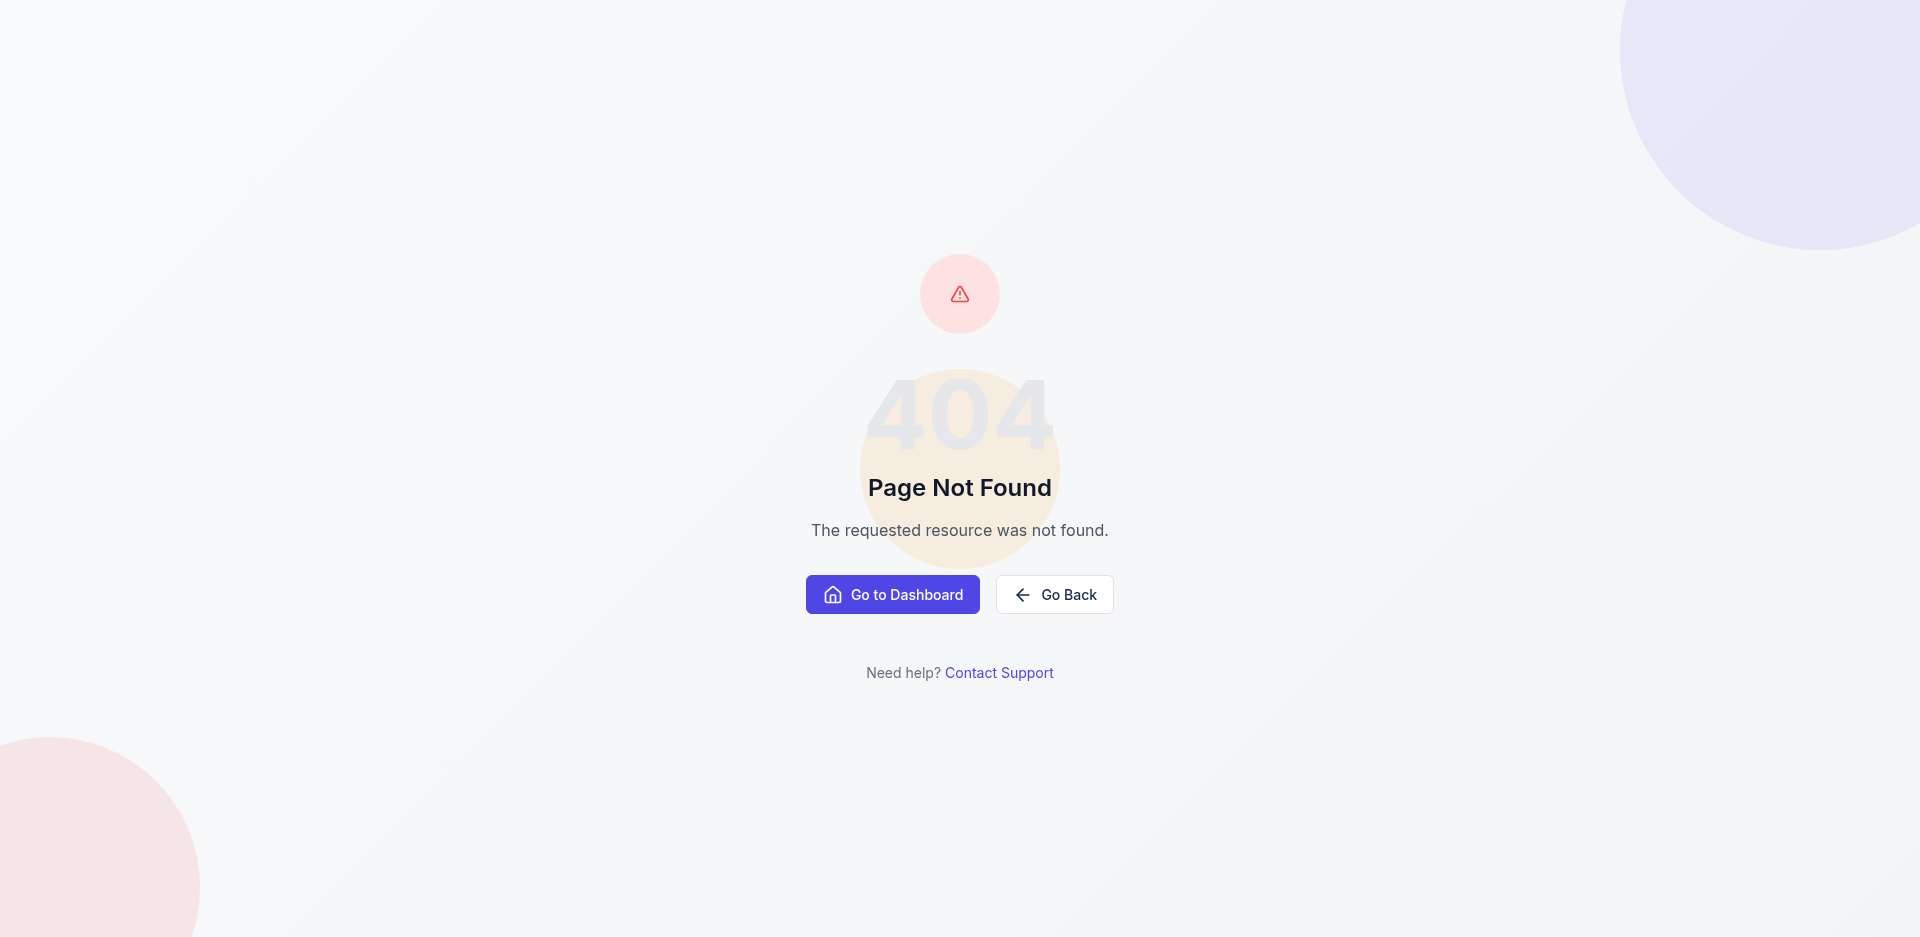 404
Page Not Found
The requested resource was not found.
Go to Dashboard
Go Back
Need help? Contact Support